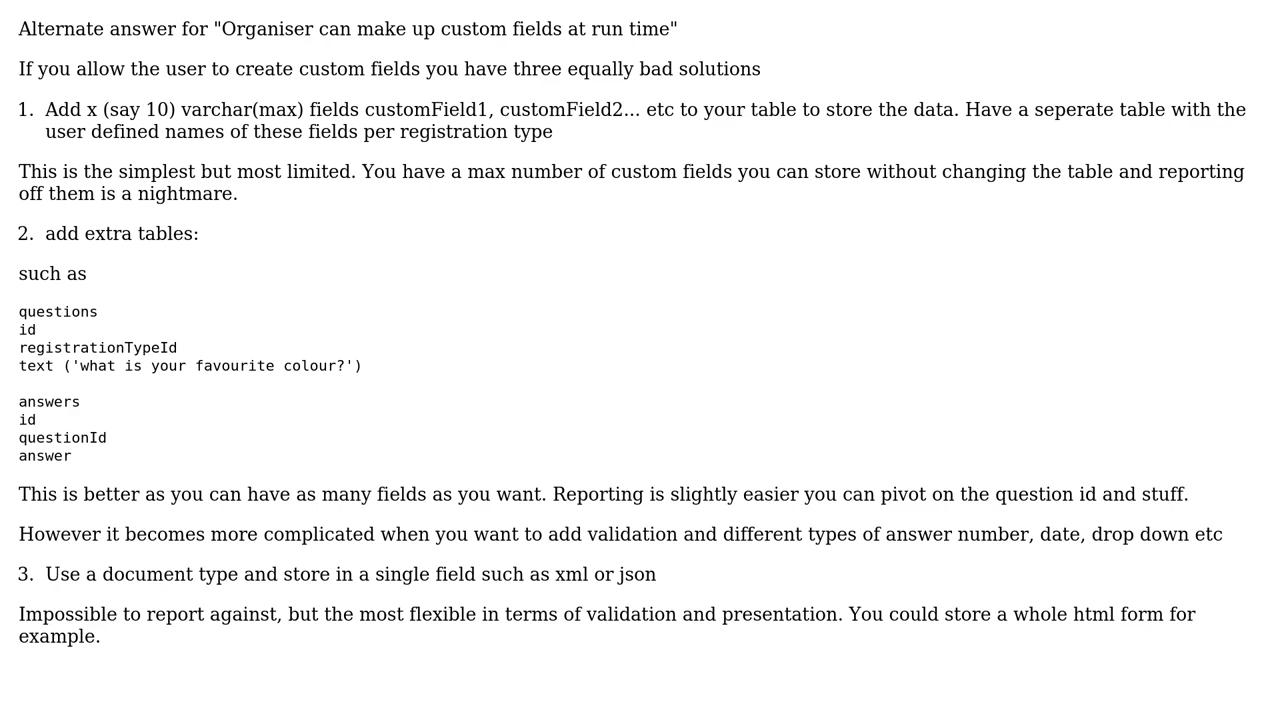 Alternate answer for "Organiser can make up custom fields at run time"
If you allow the user to create custom fields you have three equally bad solutions
1. Add x (say 10) varchar(max) fields customField1, customField2... etc to your table to store the data. Have a seperate table with the
user defined names of these fields per registration type
This is the simplest but most limited. You have a max number of custom fields you can store without changing the table and reporting
off them is a nightmare.
2. add extra tables:
such as
questions
id
registrationTypeId
text ('what is your favourite colour?')
answers
id
questionId
answer
This is better as you can have as many fields as you want. Reporting is slightly easier you can pivot on the question id and stuff.
However it becomes more complicated when you want to add validation and different types of answer number, date, drop down etc
3. Use a document type and store in a single field such as xml or json
Impossible to report against, but the most flexible in terms of validation and presentation. You could store a whole html form for
example.